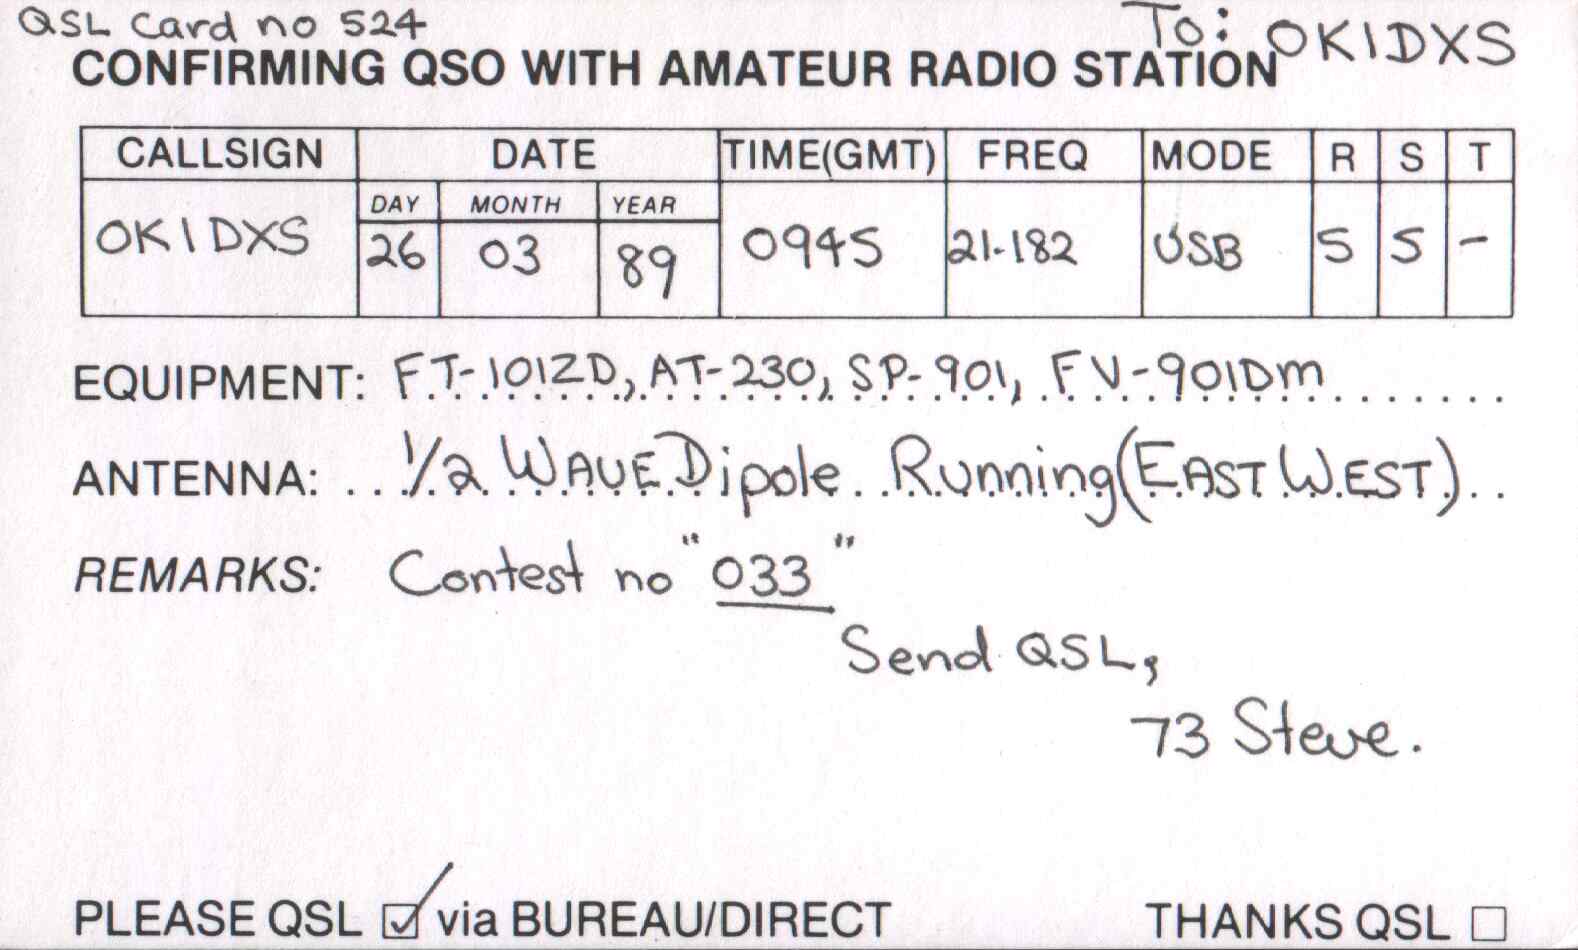 QSL Card no 524
To: OK1DXS
CONFIRMING QSO WITH AMATEUR RADIO STATION
CALLSIGN DATE TIME(GMT) FREQ MODE R S T
DAY MONTH YEAR
OK1DXS 26 03 89 0945 21.182 USB 5 5 -
EQUIPMENT: FT-101ZD, AT-230, SP-901, FV-901DM
ANTENNA: 1/2 WAVE Dipole Running (EAST WEST)
REMARKS: Contest no "033"
Send QSL,
73 Steve.
PLEASE QSL ☑ via BUREAU/DIRECT THANKS QSL ☐